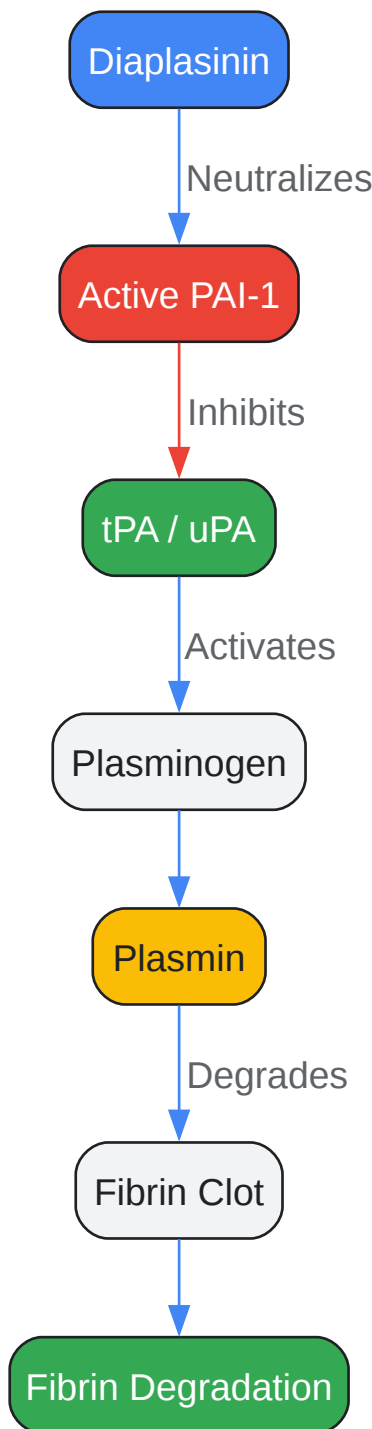 Diaplasinin
Neutralizes
Active PAI-1
Inhibits
tPA / uPA
Activates
Plasminogen
Plasmin
Degrades
Fibrin Clot
Fibrin Degradation